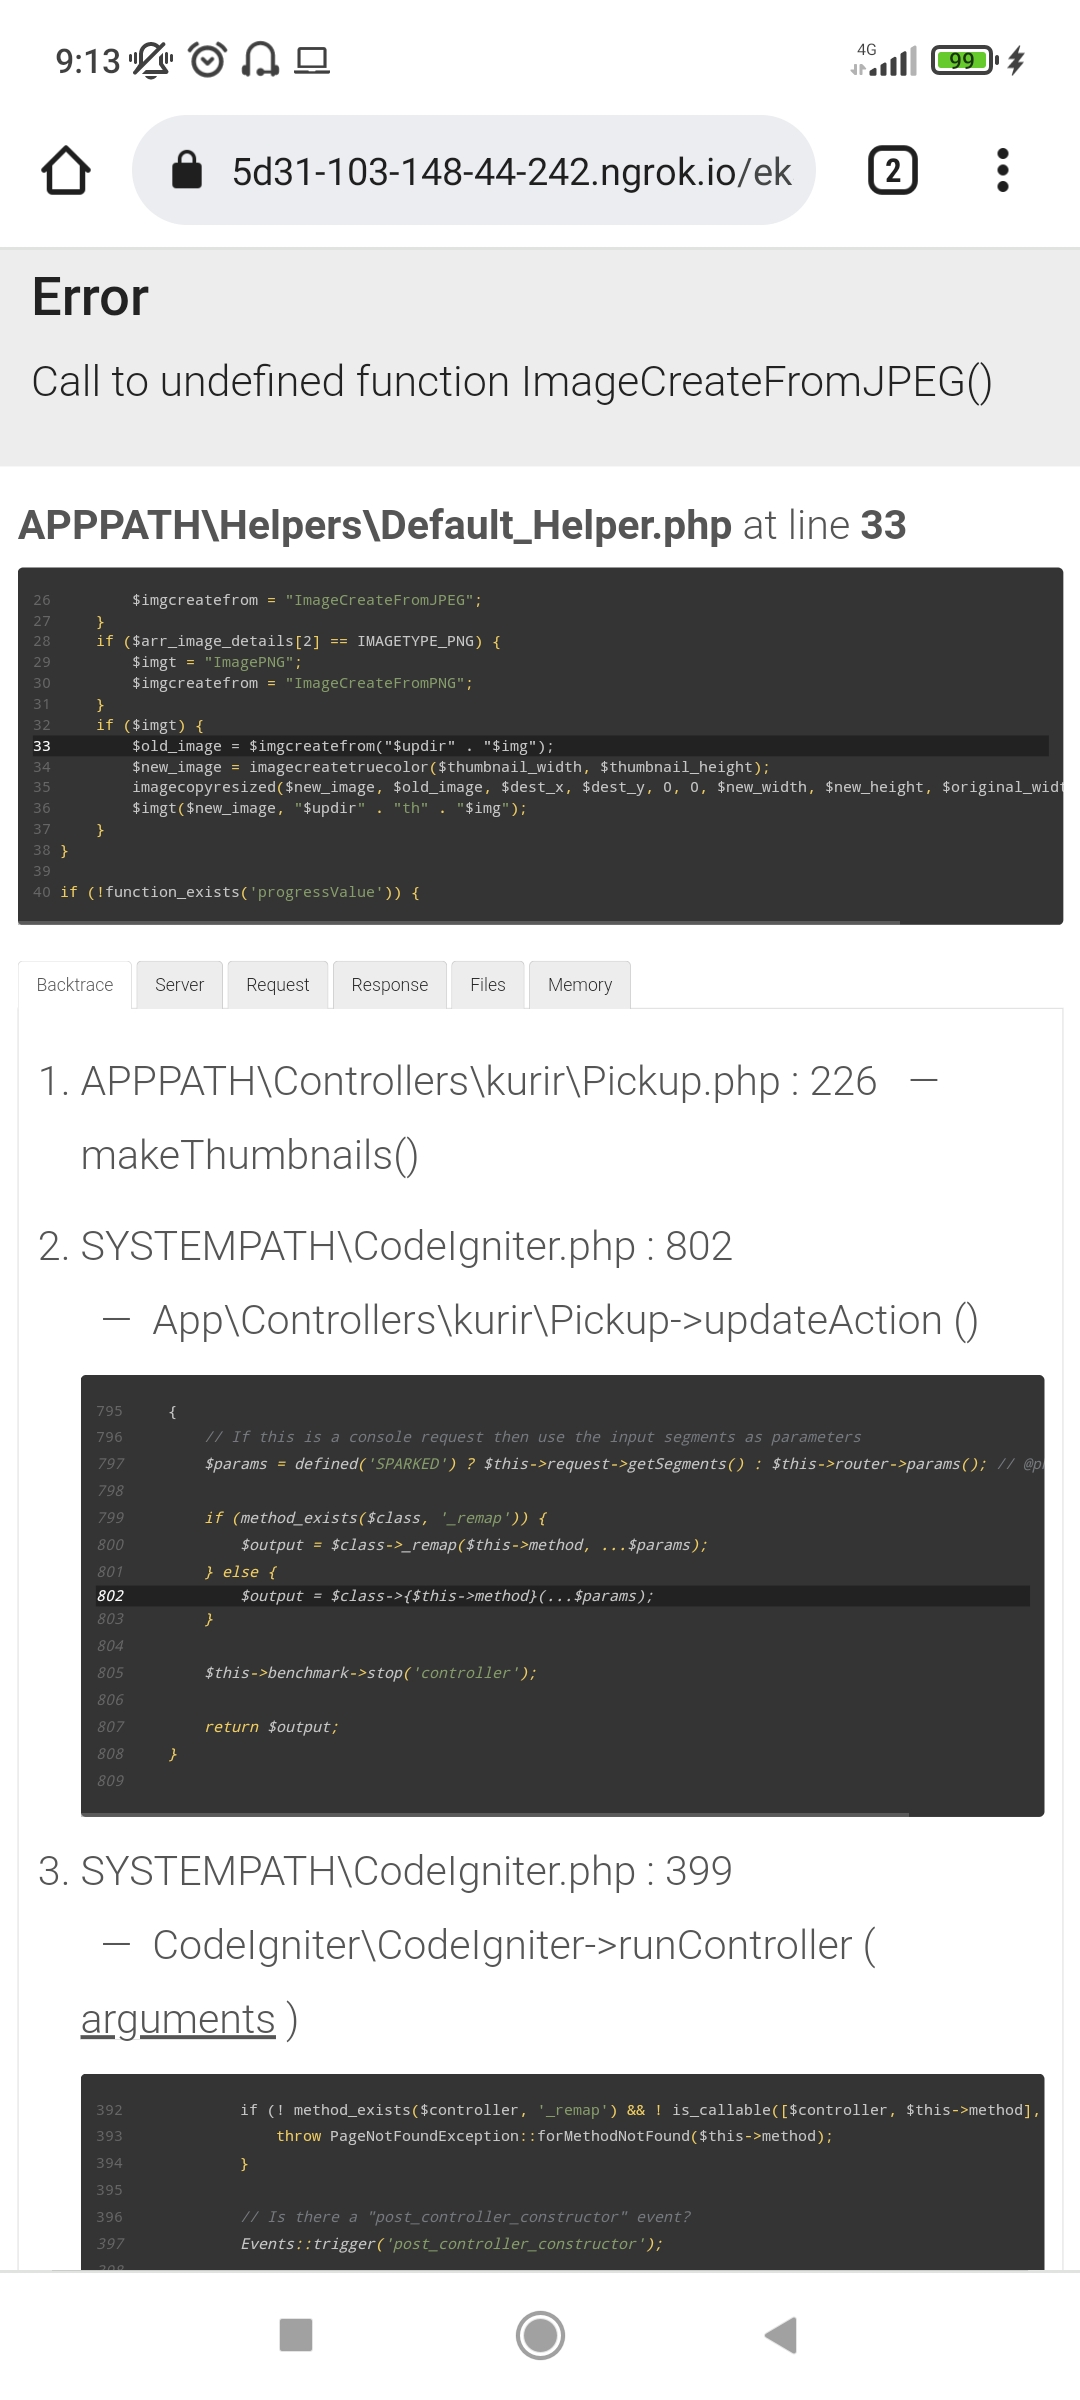 9:13
4G
99
5d31-103-148-44-242.ngrok.io/ek
2
Error
Call to undefined function ImageCreateFromJPEG()
APPPATH\Helpers\Default_Helper.php at line 33
26 $imgcreatefrom = "ImageCreateFromJPEG";
27 }
28 if ($arr_image_details[2] == IMAGETYPE_PNG) {
29 $imgt = "ImagePNG";
30 $imgcreatefrom = "ImageCreateFromPNG";
31 }
32 if ($imgt) {
33 $old_image = $imgcreatefrom("$updir" . "$img");
34 $new_image = imagecreatetruecolor($thumbnail_width, $thumbnail_height);
35 imagecopyresized($new_image, $old_image, $dest_x, $dest_y, 0, 0, $new_width, $new_height, $original_widt
36 $imgt($new_image, "$updir" . "th" . "$img");
37 }
38 }
39
40 if (!function_exists('progressValue')) {
Backtrace Server Request Response Files Memory
1. APPPATH\Controllers\kurir\Pickup.php : 226 —
makeThumbnails()
2. SYSTEMPATH\CodeIgniter.php : 802
— App\Controllers\kurir\Pickup->updateAction ()
795 {
796 // If this is a console request then use the input segments as parameters
797 $params = defined('SPARKED') ? $this->request->getSegments() : $this->router->params(); // @p
798
799 if (method_exists($class, '_remap')) {
800 $output = $class->_remap($this->method, ...$params);
801 } else {
802 $output = $class->{$this->method}(...$params);
803 }
804
805 $this->benchmark->stop('controller');
806
807 return $output;
808 }
809
3. SYSTEMPATH\CodeIgniter.php : 399
— CodeIgniter\CodeIgniter->runController (
arguments )
392 if (! method_exists($controller, '_remap') && ! is_callable([$controller, $this->method],
393 throw PageNotFoundException::forMethodNotFound($this->method);
394 }
395
396 // Is there a "post_controller_constructor" event?
397 Events::trigger('post_controller_constructor');
398